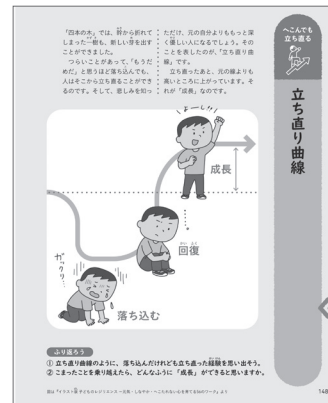 へこんでも
立ち直る
立ち直り曲線
「四本の木」では、幹から折れて
しまった一樹も、新しい芽を出す
ことができました。
つらいことがあって、「もうだ
めだ」と思うほど落ち込んでも、
人はそこから立ち直ることができ
るのです。そして、悲しみを知っ
ただけ、元の自分よりももっと深
く優しい人になるでしょう。その
ことを表したのが、「立ち直り曲
線」です。
立ち直ったあと、元の線よりも
高いところに上がっています。そ
れが「成長」なのです。
よーしっ!
成長
回復
ガックリ…
落ち込む
ふり返ろう
① 立ち直り曲線のように、落ち込んだけれども立ち直った経験を思い出そう。
② こまったことを乗り越えたら、どんなふうに「成長」ができると思いますか。
149